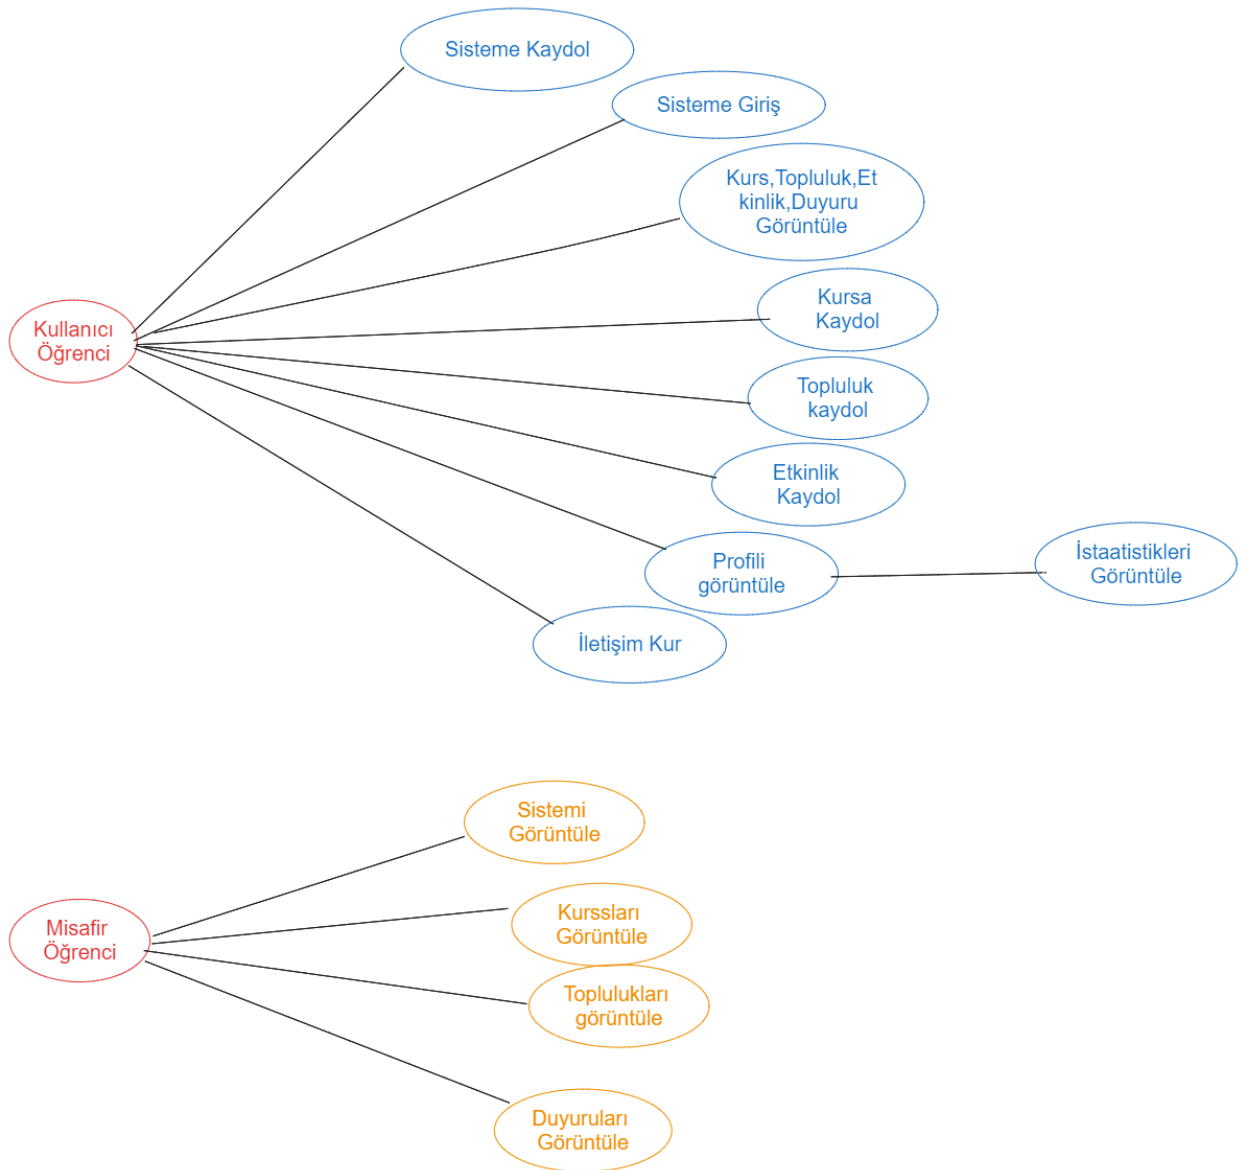 Sisteme Kaydol
Sisteme Giriş
Kurs,Topluluk,Et
kinlik,Duyuru
Görüntüle
Kursa
Kaydol
Kullanıcı
Öğrenci
Topluluk
kaydol
Etkinlik
Kaydol
Profili
görüntüle
İstaatistikleri
Görüntüle
İletişim Kur
Sistemi
Görüntüle
Kurssları
Görüntüle
Misafir
Öğrenci
Toplulukları
görüntüle
Duyuruları
Görüntüle